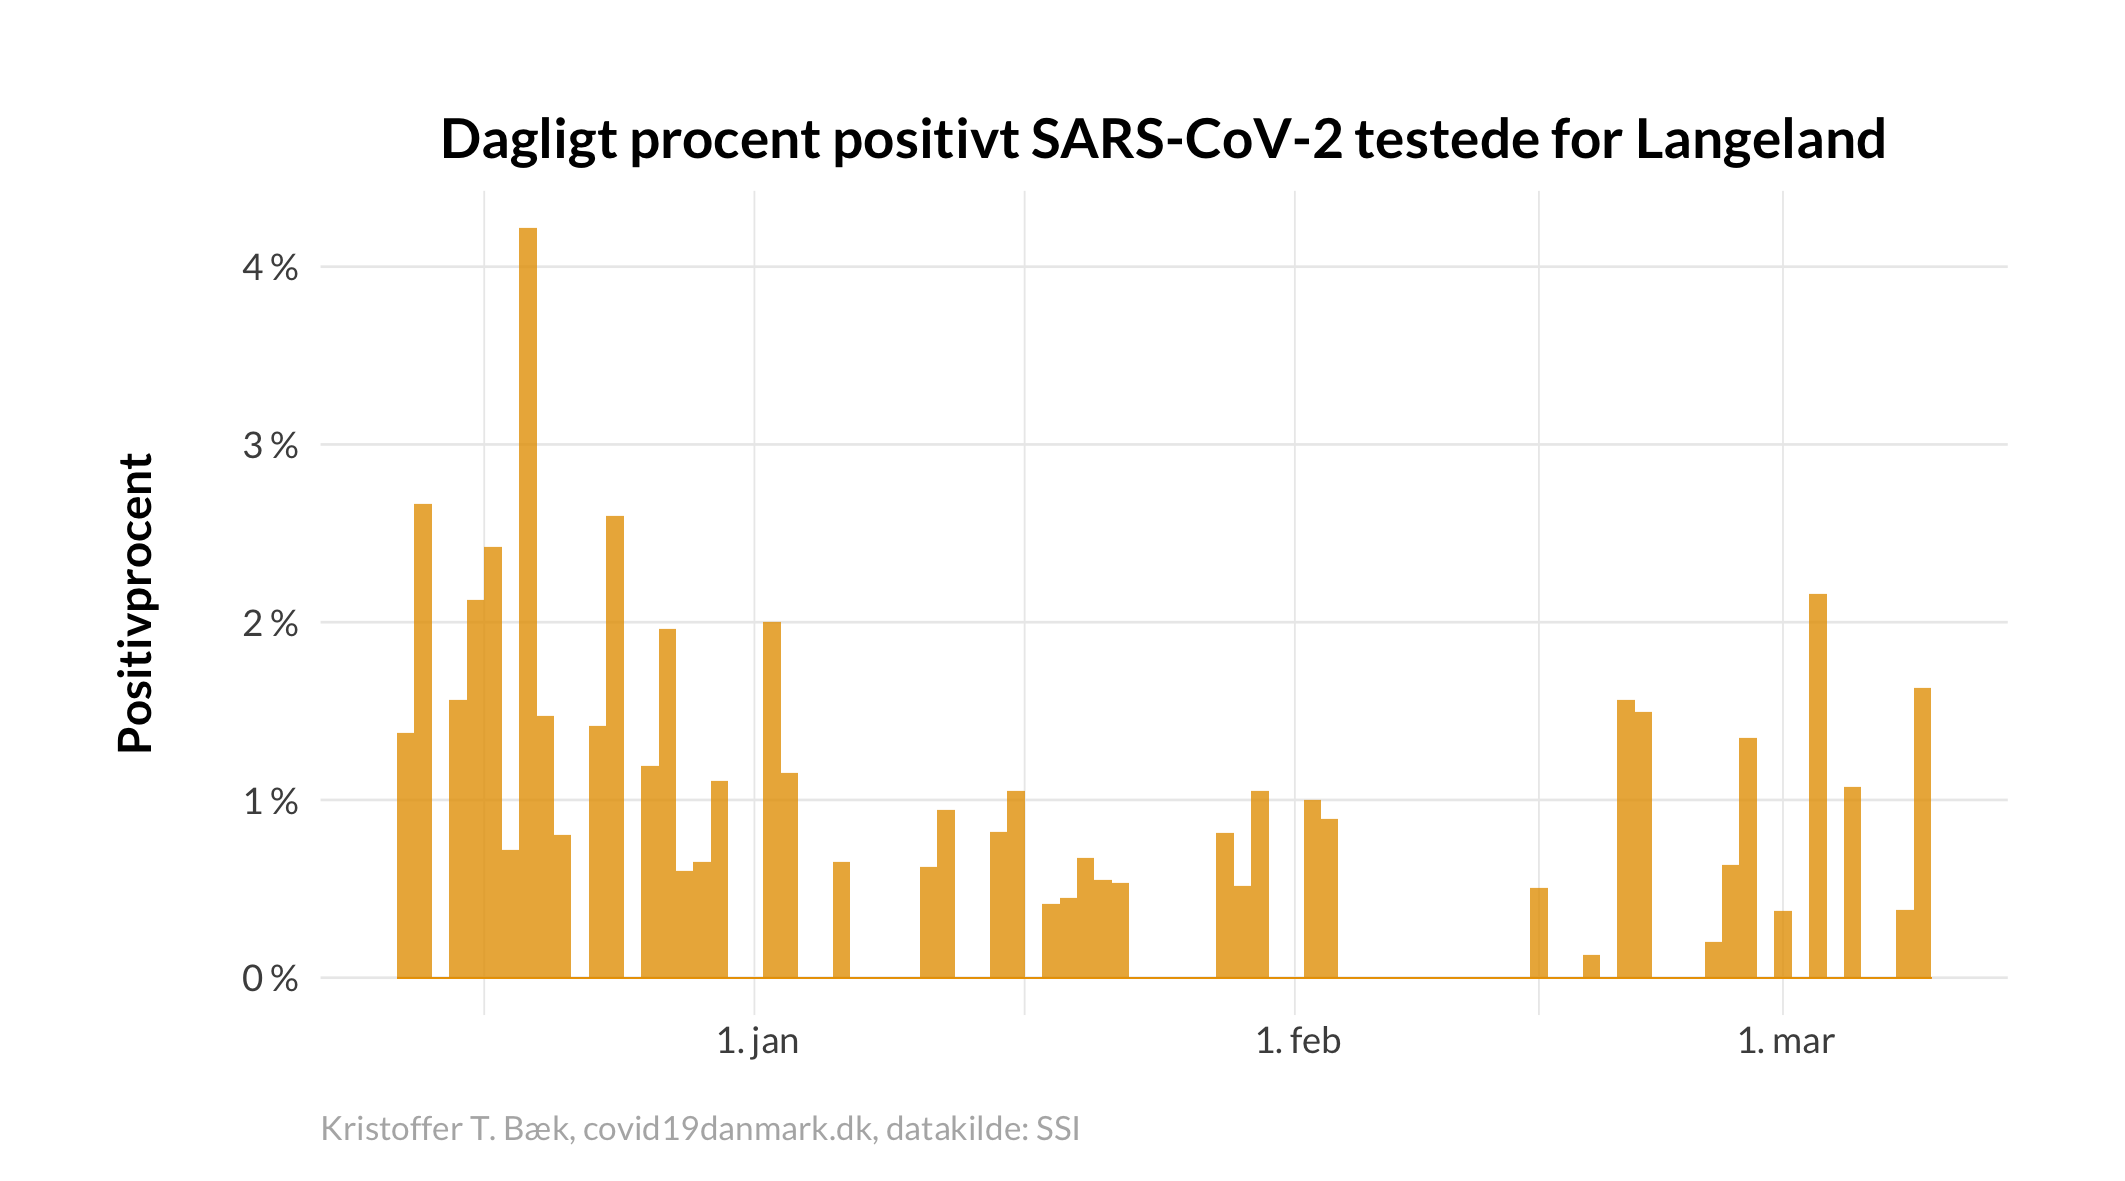 Dagligt procent positivt SARS-CoV-2 testede for Langeland
Positivprocent
4 %
3 %
2 %
1 %
0 %
1. jan
1. feb
1. mar
Kristoffer T. Bæk, covid19danmark.dk, datakilde: SSI